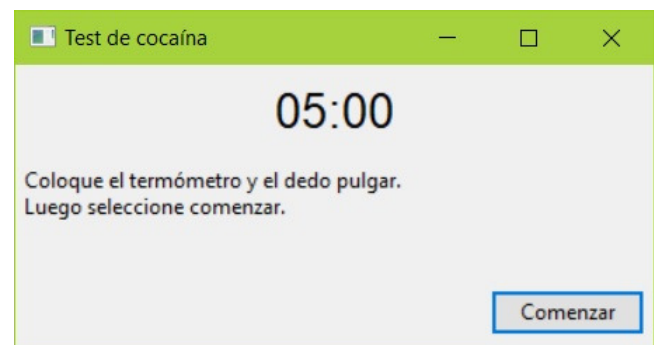 Test de cocaína
05:00
Coloque el termómetro y el dedo pulgar.
Luego seleccione comenzar.
Comenzar